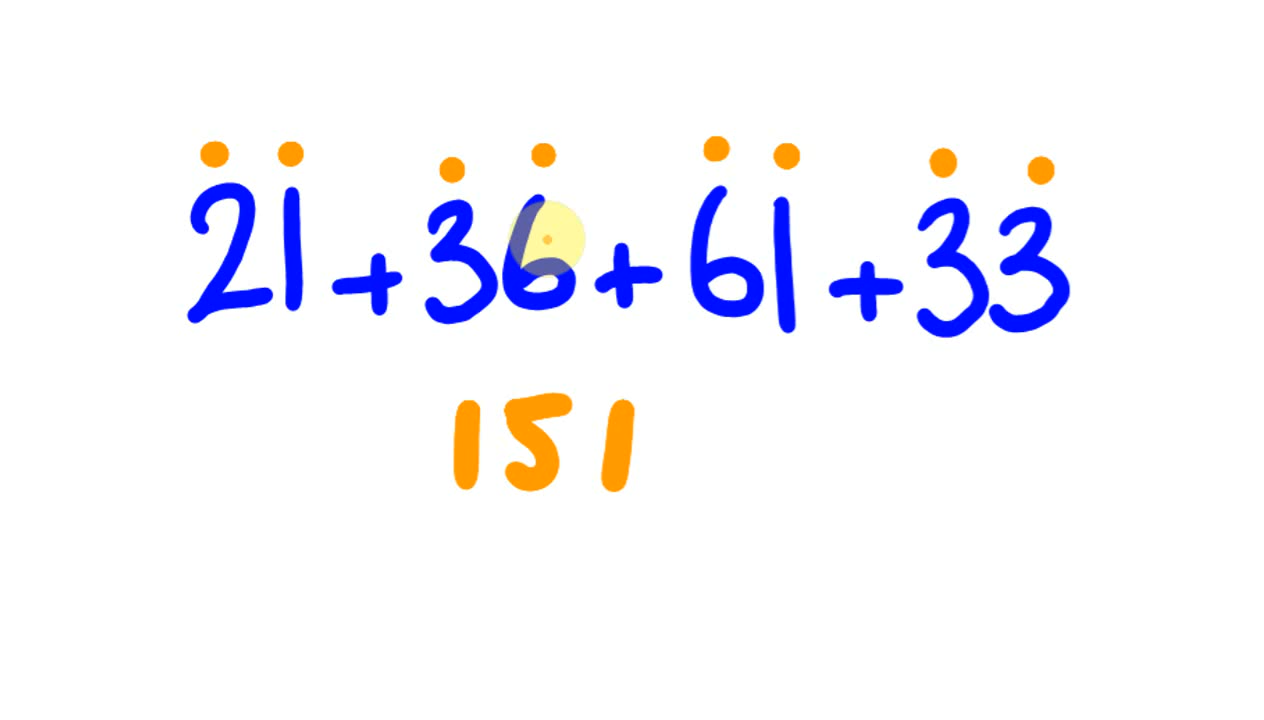 21 + 36 + 61 + 33
151